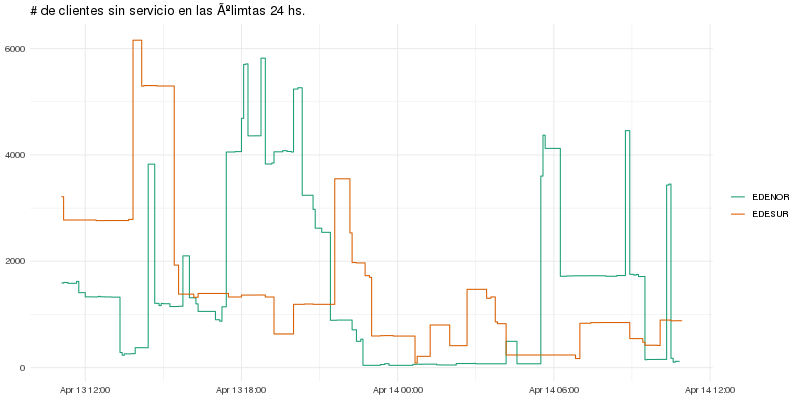 # de clientes sin servicio en las Ãºlimtas 24 hs.
6000
4000
2000
0
Apr 13 12:00
Apr 13 18:00
Apr 14 00:00
Apr 14 06:00
Apr 14 12:00
EDENOR
EDESUR